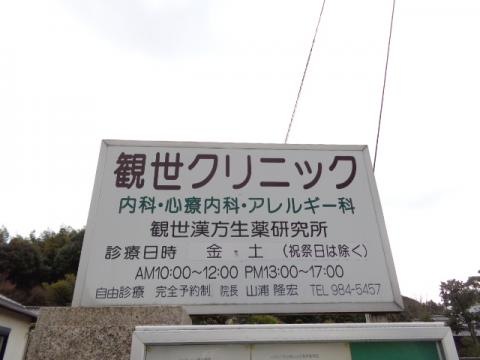 観世クリニック
内科・心療内科・アレルギー科
観世漢方生薬研究所
診療日時 金 土 (祝祭日は除く)
AM10:00～12:00 PM13:00～17:00
自由診療 完全予約制 院長 山浦 隆宏 TEL 984-5457